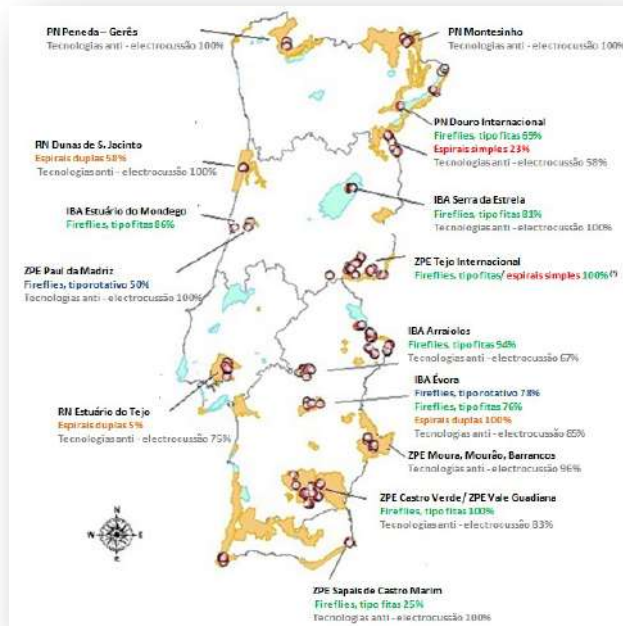 PN Peneda – Gerês
Tecnologias anti - electrocussão 100%
PN Montesinho
Tecnologias anti - electrocussão 100%
PN Douro Internacional
Fireflies, tipo fitas 69%
Espirais simples 23%
Tecnologias anti - electrocussão 58%
RN Dunas de S. Jacinto
Espirais duplas 58%
Tecnologias anti - electrocussão 100%
IBA Serra da Estrela
Fireflies, tipo fitas 81%
Tecnologias anti - electrocussão 100%
IBA Estuário do Mondego
Fireflies, tipo fitas 86%
ZPE Paul da Madriz
Fireflies, tipo rotativo 50%
Tecnologias anti - electrocussão 100%
ZPE Tejo Internacional
Fireflies, tipo fitas/ espirais simples 100% (*)
IBA Arraiolos
Fireflies, tipo fitas 94%
Tecnologias anti - electrocussão 67%
IBA Évora
Fireflies, tipo rotativo 78%
Fireflies, tipo fitas 76%
Espirais duplas 100%
Tecnologias anti - electrocussão 85%
RN Estuário do Tejo
Espirais duplas 5%
Tecnologias anti - electrocussão 75%
ZPE Moura, Mourão, Barrancos
Tecnologias anti - electrocussão 96%
ZPE Castro Verde/ ZPE Vale Guadiana
Fireflies, tipo fitas 100%
Tecnologias anti - electrocussão 83%
N
W
E
ZPE Sapais de Castro Marim
Fireflies, tipo fitas 25%
Tecnologias anti - electrocussão 100%